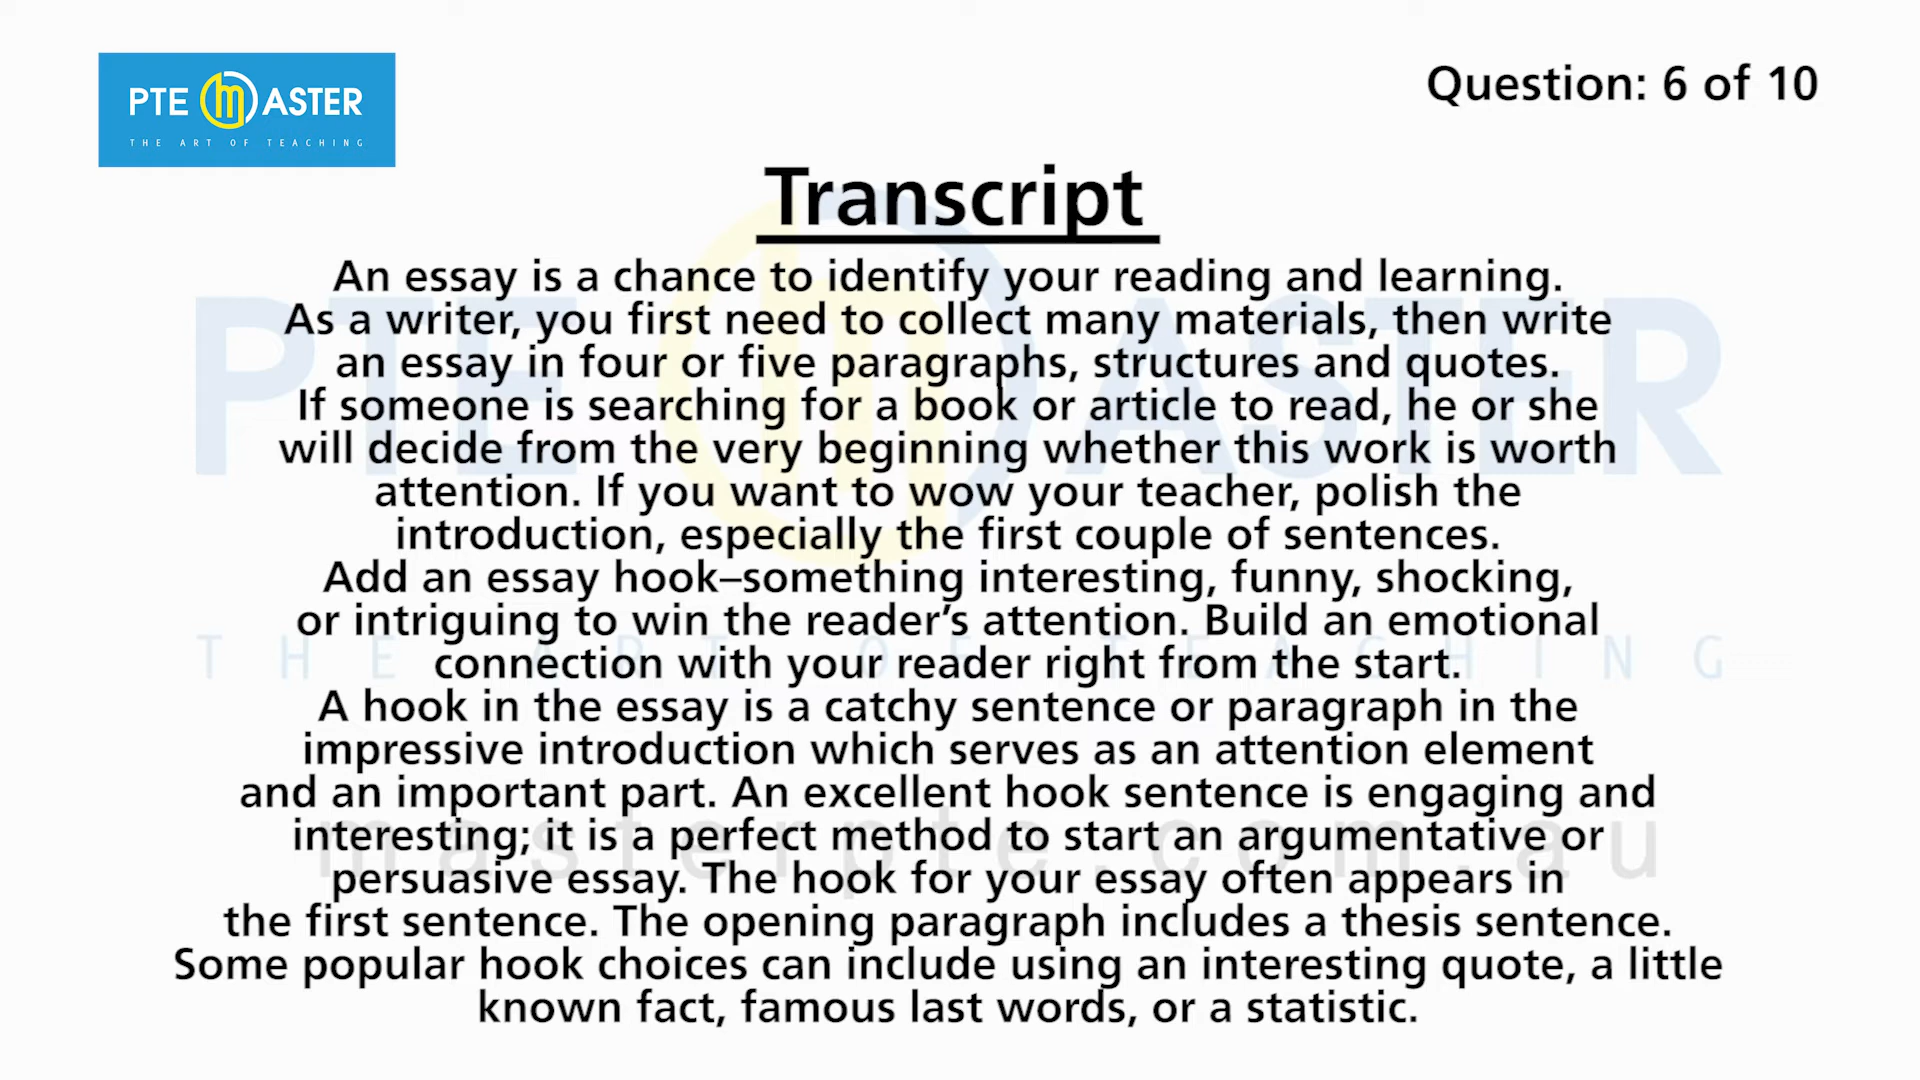 PTE MASTER
THE ART OF TEACHING
Question: 6 of 10
Transcript
An essay is a chance to identify your reading and learning.
As a writer, you first need to collect many materials, then write
an essay in four or five paragraphs, structures and quotes.
If someone is searching for a book or article to read, he or she
will decide from the very beginning whether this work is worth
attention. If you want to wow your teacher, polish the
introduction, especially the first couple of sentences.
Add an essay hook–something interesting, funny, shocking,
or intriguing to win the reader's attention. Build an emotional
connection with your reader right from the start.
A hook in the essay is a catchy sentence or paragraph in the
impressive introduction which serves as an attention element
and an important part. An excellent hook sentence is engaging and
interesting; it is a perfect method to start an argumentative or
persuasive essay. The hook for your essay often appears in
the first sentence. The opening paragraph includes a thesis sentence.
Some popular hook choices can include using an interesting quote, a little
known fact, famous last words, or a statistic.
PTE MASTER
THE ART OF TEACHING
masterpte.com.au